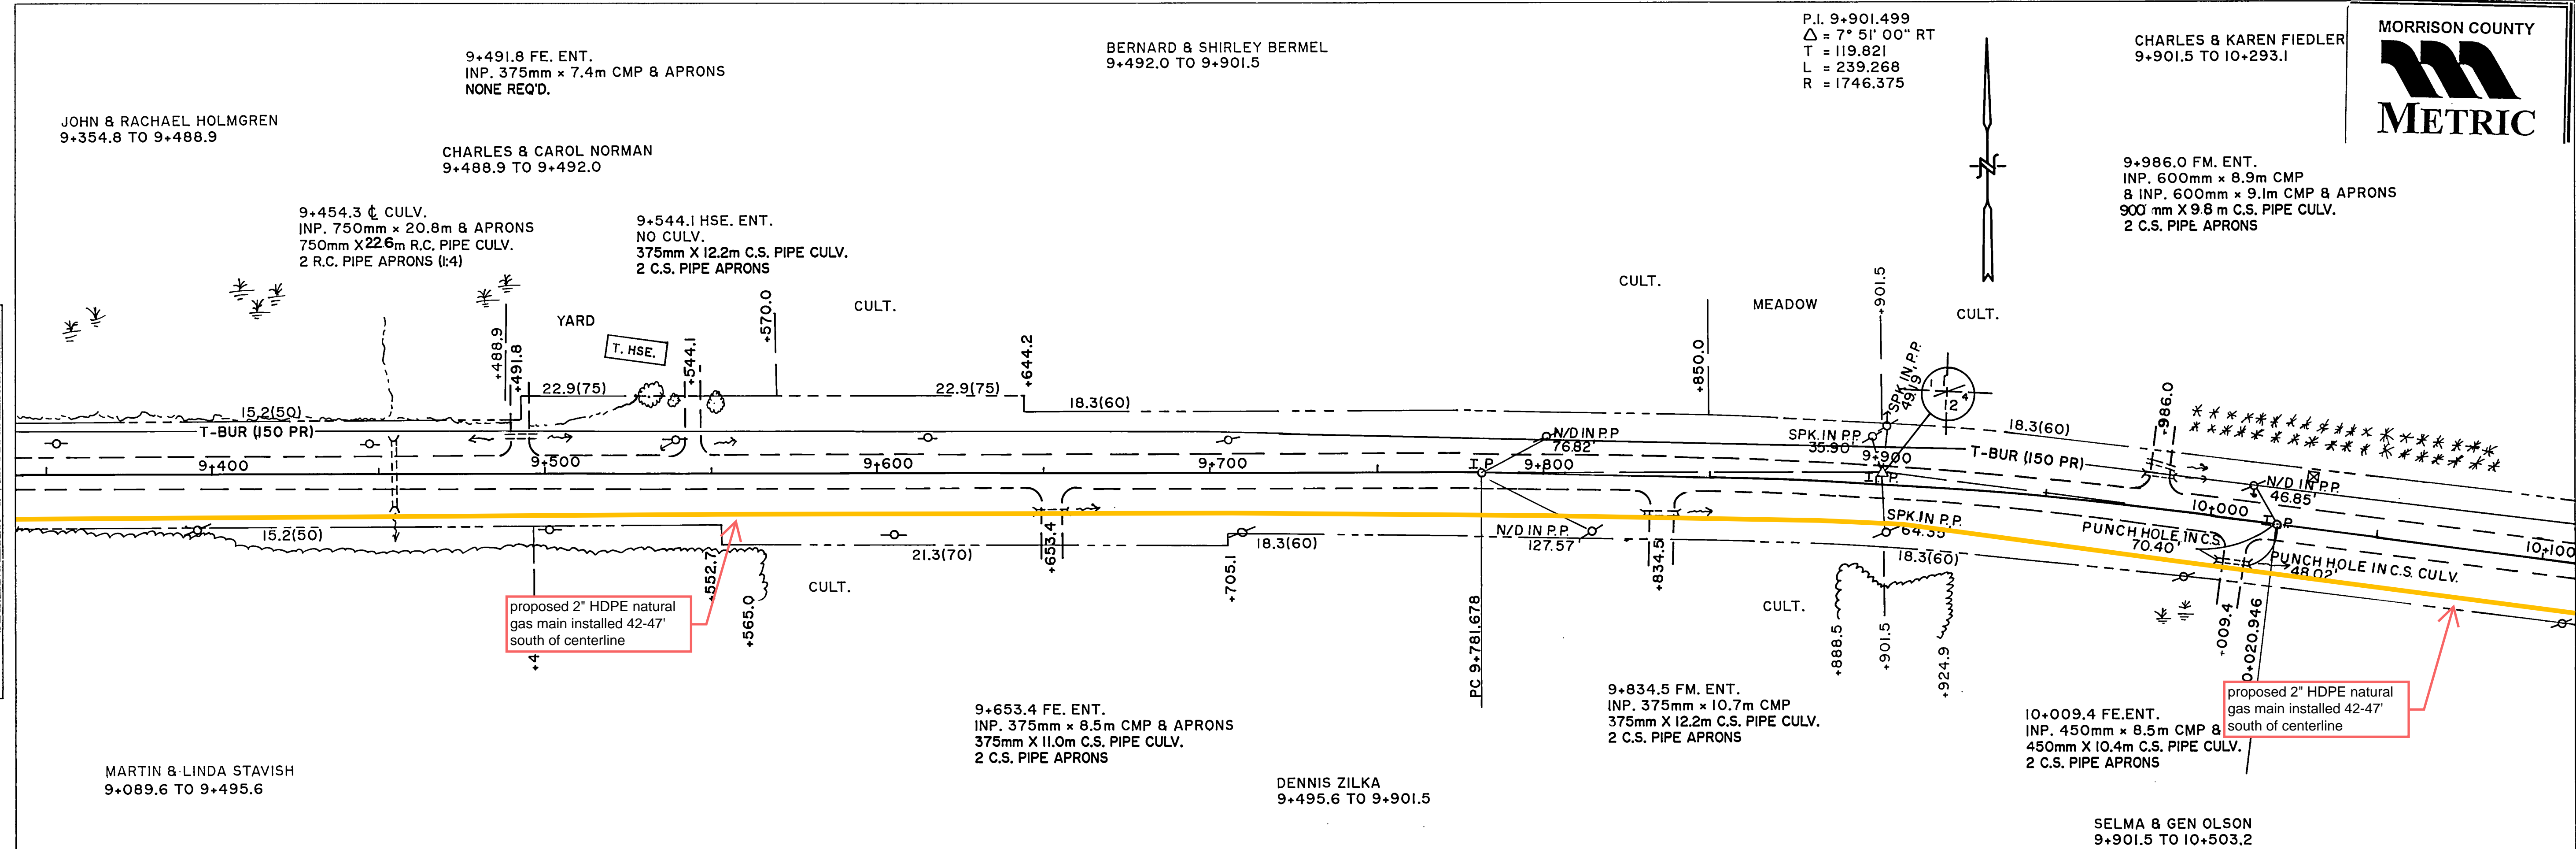 P.I. 9+901.499
△ = 7° 51' 00" RT
T = 119.821
L = 239.268
R = 1746.375
MORRISON COUNTY
METRIC
CHARLES & KAREN FIEDLER
9+901.5 TO 10+293.1
BERNARD & SHIRLEY BERMEL
9+492.0 TO 9+901.5
9+491.8 FE. ENT.
INP. 375mm × 7.4m CMP & APRONS
NONE REQ'D.
JOHN & RACHAEL HOLMGREN
9+354.8 TO 9+488.9
CHARLES & CAROL NORMAN
9+488.9 TO 9+492.0
N
9+986.0 FM. ENT.
INP. 600mm × 8.9m CMP
& INP. 600mm × 9.1m CMP & APRONS
900 mm X 9.8 m C.S. PIPE CULV.
2 C.S. PIPE APRONS
9+454.3 ℄ CULV.
INP. 750mm × 20.8m & APRONS
750mm X 22.6m R.C. PIPE CULV.
2 R.C. PIPE APRONS (1:4)
9+544.1 HSE. ENT.
NO CULV.
375mm X 12.2m C.S. PIPE CULV.
2 C.S. PIPE APRONS
+488.9
+491.8
YARD
T. HSE.
+544.1
+570.0
CULT.
+644.2
CULT.
+850.0
MEADOW
+901.5
CULT.
SPK IN P.P.
49.19'
1
2
4
+986.0
15.2(50)
22.9(75)
22.9(75)
18.3(60)
18.3(60)
T-BUR (150 PR)
N/D IN P.P
76.82'
SPK. IN P.P.
35.90'
T-BUR (150 PR)
9+400
9+500
9+600
9+700
I.P.
9+800
9+900
I.P.
N/D IN P.P.
46.85'
10+000
I.P.
10+100
15.2(50)
21.3(70)
18.3(60)
N/D IN P.P.
127.57'
SPK. IN P.P.
64.35'
18.3(60)
PUNCH HOLE IN C.S.
70.40'
PUNCH HOLE IN C.S. CULV.
48.02'
+4
+552.7
+565.0
CULT.
+653.4
+705.1
PC 9+781.678
+834.5
CULT.
+888.5
+901.5
+924.9
+009.4
0+020.946
proposed 2" HDPE natural
gas main installed 42-47'
south of centerline
proposed 2" HDPE natural
gas main installed 42-47'
south of centerline
9+653.4 FE. ENT.
INP. 375mm × 8.5m CMP & APRONS
375mm X 11.0m C.S. PIPE CULV.
2 C.S. PIPE APRONS
9+834.5 FM. ENT.
INP. 375mm × 10.7m CMP
375mm X 12.2m C.S. PIPE CULV.
2 C.S. PIPE APRONS
10+009.4 FE.ENT.
INP. 450mm × 8.5m CMP &
450mm X 10.4m C.S. PIPE CULV.
2 C.S. PIPE APRONS
MARTIN & LINDA STAVISH
9+089.6 TO 9+495.6
DENNIS ZILKA
9+495.6 TO 9+901.5
SELMA & GEN OLSON
9+901.5 TO 10+503.2